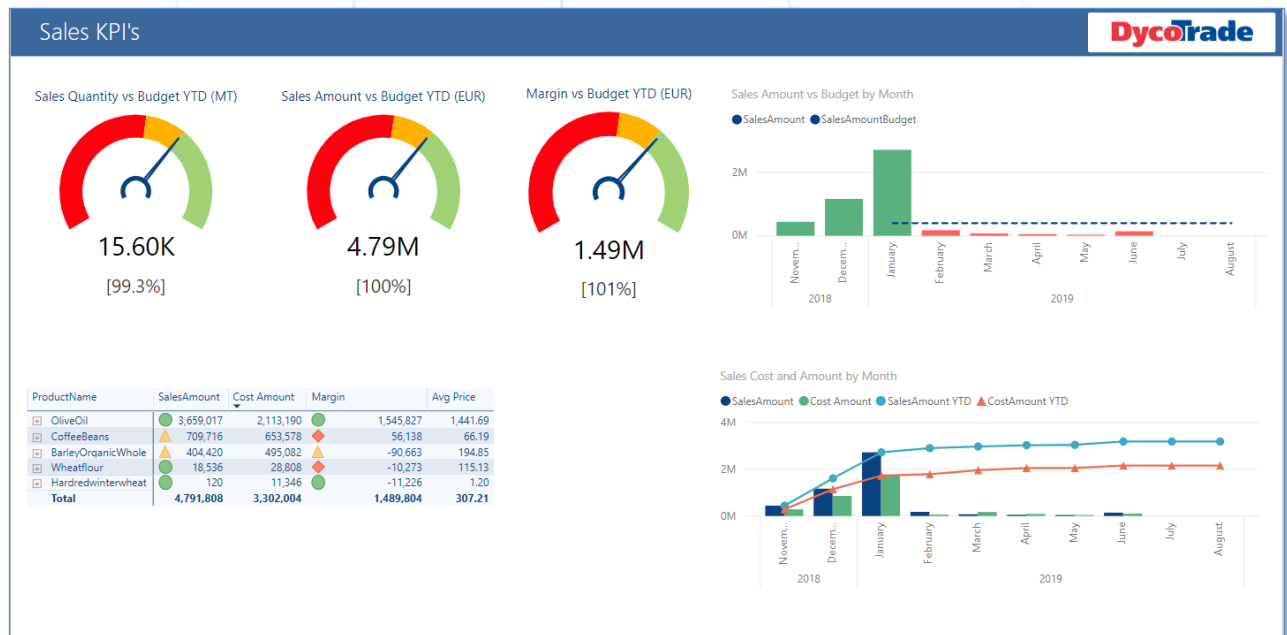 Sales KPI's
DycoTrade
Sales Quantity vs Budget YTD (MT)
15.60K
[99.3%]
Sales Amount vs Budget YTD (EUR)
4.79M
[100%]
Margin vs Budget YTD (EUR)
1.49M
[101%]
Sales Amount vs Budget by Month
SalesAmount SalesAmountBudget
2M
0M
Novem...
Decem...
January
February
March
April
May
June
July
August
2018
2019
ProductName SalesAmount Cost Amount Margin Avg Price
OliveOil 3,659,017 2,113,190 1,545,827 1,441.69
CoffeeBeans 709,716 653,578 56,138 66.19
BarleyOrganicWhole 404,420 495,082 -90,663 194.85
Wheatflour 18,536 28,808 -10,273 115.13
Hardredwinterwheat 120 11,346 -11,226 1.20
Total 4,791,808 3,302,004 1,489,804 307.21
Sales Cost and Amount by Month
SalesAmount Cost Amount SalesAmount YTD CostAmount YTD
4M
2M
0M
Novem...
Decem...
January
February
March
April
May
June
July
August
2018
2019